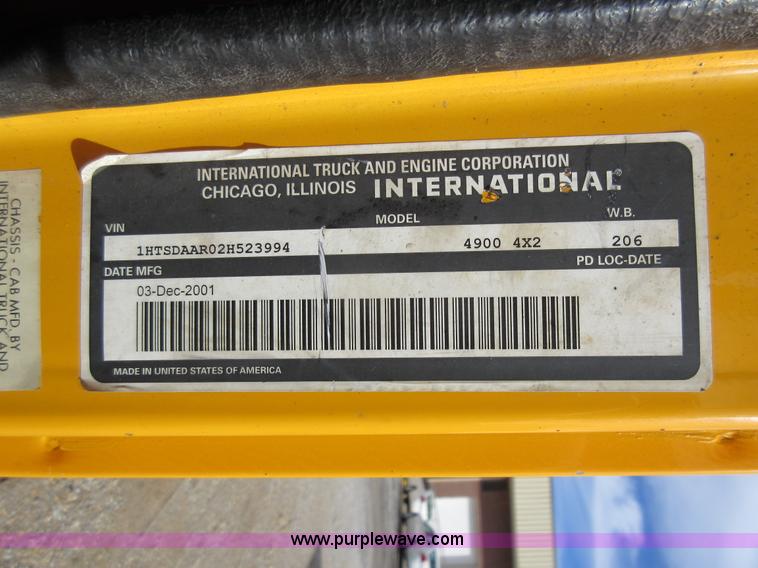 INTERNATIONAL TRUCK AND ENGINE CORPORATION
CHICAGO, ILLINOIS INTERNATIONAL
VIN MODEL W.B.
1HTSDAAR02H523994 4900 4X2 206
DATE MFG PD LOC-DATE
03-Dec-2001
MADE IN UNITED STATES OF AMERICA
CHASSIS - CAB MFD. BY
INTERNATIONAL TRUCK AND
www.purplewave.com